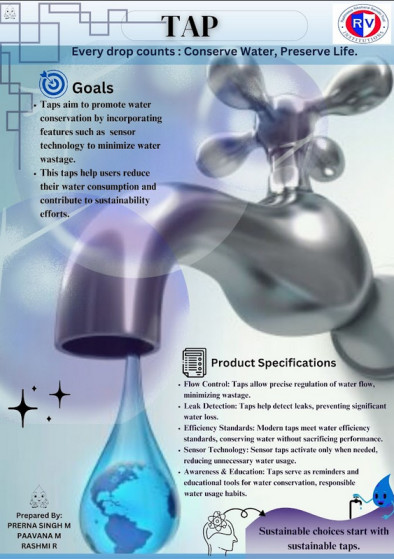 TAP
RV
Every drop counts : Conserve Water, Preserve Life.
Goals
• Taps aim to promote water
conservation by incorporating
features such as sensor
technology to minimize water
wastage.
• This taps help users reduce
their water consumption and
contribute to sustainability
efforts.
Product Specifications
• Flow Control: Taps allow precise regulation of water flow,
minimizing wastage.
• Leak Detection: Taps help detect leaks, preventing significant
water loss.
• Efficiency Standards: Modern taps meet water efficiency
standards, conserving water without sacrificing performance.
• Sensor Technology: Sensor taps activate only when needed,
reducing unnecessary water usage.
• Awareness & Education: Taps serve as reminders and
educational tools for water conservation, responsible
water usage habits.
Prepared By:
PRERNA SINGH M
PAAVANA M
RASHMI R
Sustainable choices start with
sustainable taps.